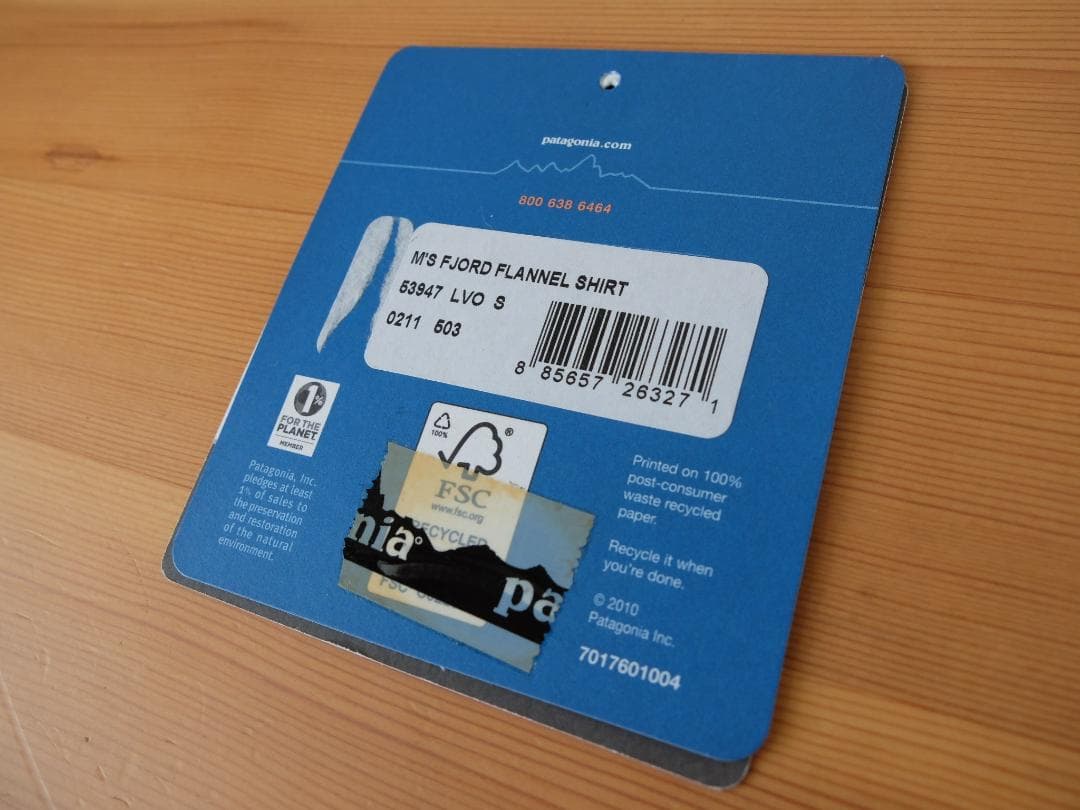 patagonia.com
800 638 6464
M'S FJORD FLANNEL SHIRT
53947 LVO S
0211 503
8 85657 26327 1
1%
FOR THE
PLANET
MEMBER
Patagonia, Inc.
pledges at least
1% of sales to
the preservation
and restoration
of the natural
environment.
100%
®
FSC
www.fsc.org
RECYCLED
FSC®
nia®
pa
Printed on 100%
post-consumer
waste recycled
paper.
Recycle it when
you're done.
© 2010
Patagonia Inc.
7017601004